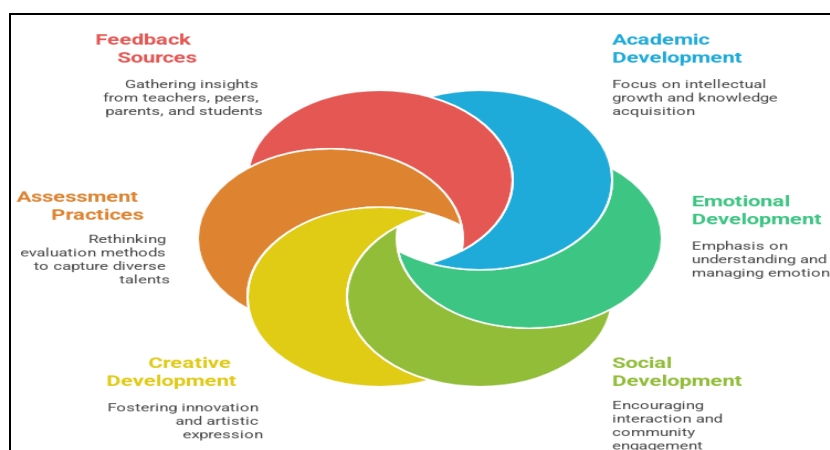 Feedback
Sources
Gathering insights
from teachers, peers,
parents, and students
Academic
Development
Focus on intellectual
growth and knowledge
acquisition
Assessment
Practices
Rethinking
evaluation methods
to capture diverse
talents
Emotional
Development
Emphasis on
understanding and
managing emotion
Creative
Development
Fostering innovation
and artistic
expression
Social
Development
Encouraging
interaction and
community
engagement